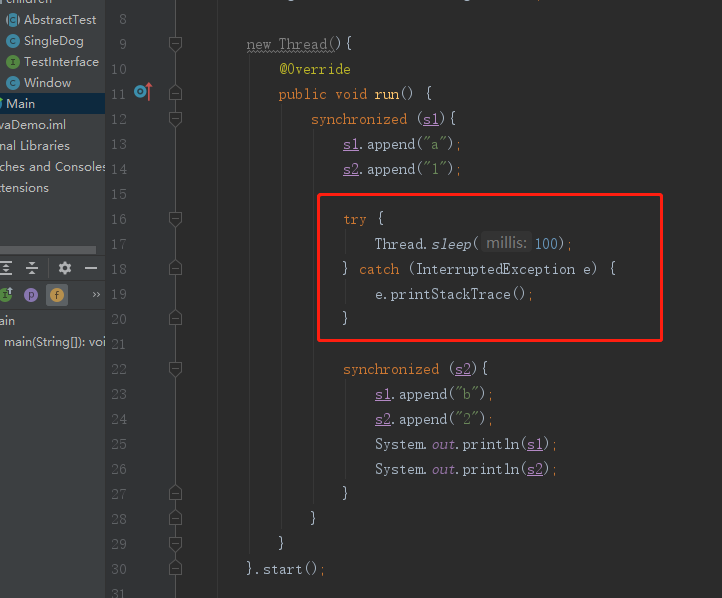 children
AbstractTest
SingleDog
TestInterface
Window
Main
vaDemo.iml
nal Libraries
tches and Consoles
tensions
p
f
»
ain
main(String[]): voi
8
9 new Thread(){
10 @Override
11 public void run() {
12 synchronized (s1){
13 s1.append("a");
14 s2.append("1");
15
16 try {
17 Thread.sleep( millis: 100);
18 } catch (InterruptedException e) {
19 e.printStackTrace();
20 }
21
22 synchronized (s2){
23 s1.append("b");
24 s2.append("2");
25 System.out.println(s1);
26 System.out.println(s2);
27 }
28 }
29 }
30 }.start();
31